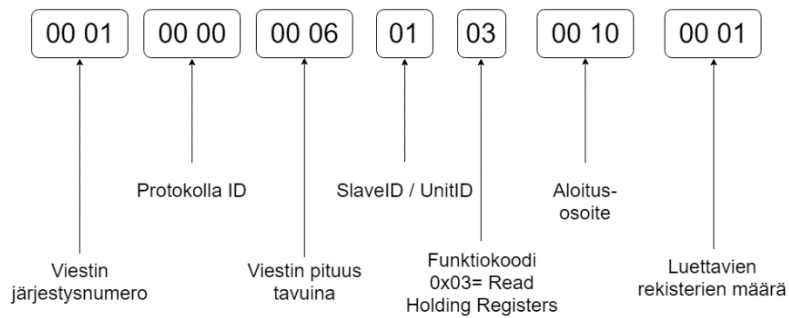 00 01 00 00 00 06 01 03 00 10 00 01
Protokolla ID SlaveID / UnitID Aloitus-
osoite
Viestin
järjestysnumero
Viestin pituus
tavuina
Funktiokoodi
0x03= Read
Holding Registers
Luettavien
rekisterien määrä